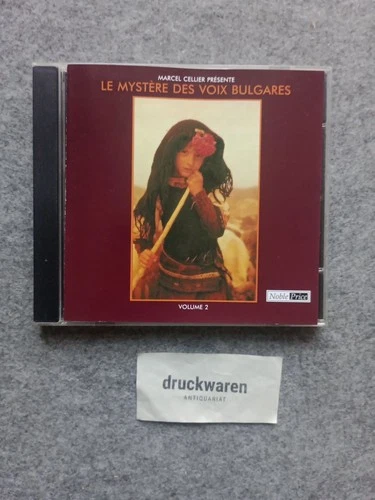 MARCEL CELLIER PRÉSENTE
LE MYSTÈRE DES VOIX BULGARES
VOLUME 2
Noble Price
druckwaren
ANTIQUARIAT